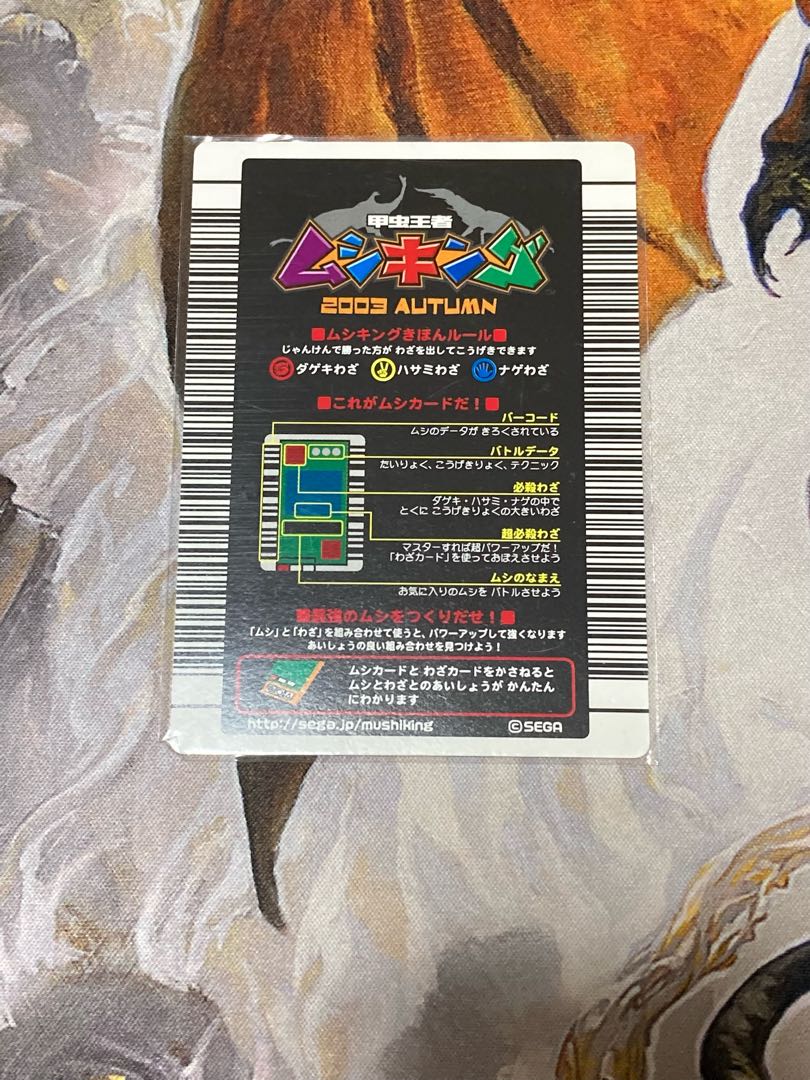 甲虫王者
ムシキング
2003 AUTUMN
■ムシキングきほんルール■
じゃんけんで勝った方が わざを出してこうげきできます
ダゲキわざ ハサミわざ ナゲわざ
■これがムシカードだ!■
バーコード
ムシのデータが きろくされている
バトルデータ
たいりょく、こうげきりょく、テクニック
必殺わざ
ダゲキ・ハサミ・ナゲの中で
とくに こうげきりょくの大きいわざ
超必殺わざ
マスターすれば超パワーアップだ!
「わざカード」を使っておぼえさせよう
ムシのなまえ
お気に入りのムシを バトルさせよう
■最強のムシをつくりだせ!■
「ムシ」と「わざ」を組み合わせて使うと、パワーアップして強くなります
あいしょうの良い組み合わせを見つけよう!
ムシカードと わざカードをかさねると
ムシとわざとのあいしょうが かんたん
にわかります
http://sega.jp/mushiking ©SEGA